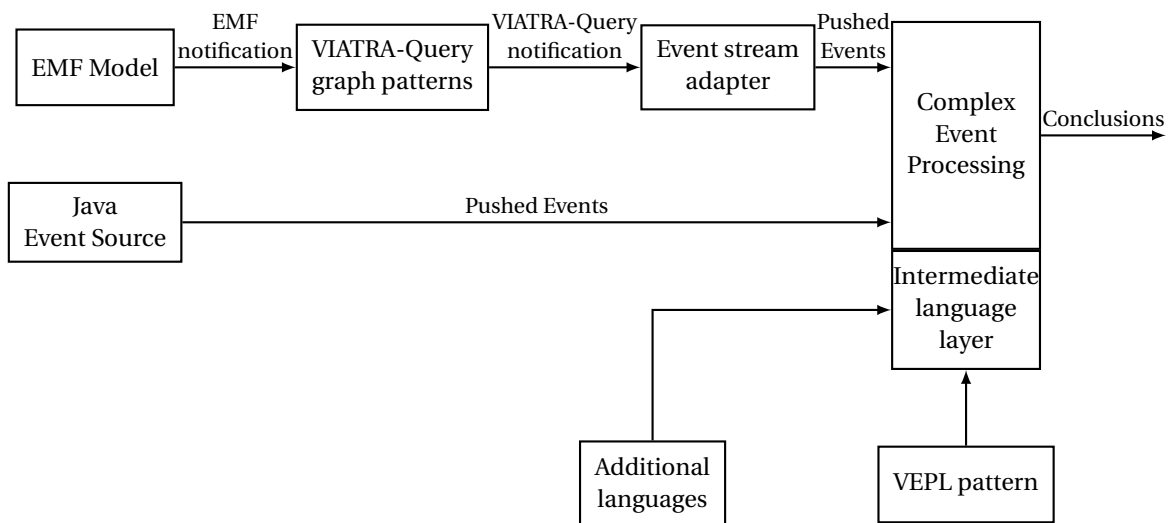 EMF
notification
VIATRA-Query
notification
Pushed
Events
EMF Model
VIATRA-Query
graph patterns
Event stream
adapter
Complex
Event
Processing
Conclusions
Java
Event Source
Pushed Events
Intermediate
language
layer
Additional
languages
VEPL pattern